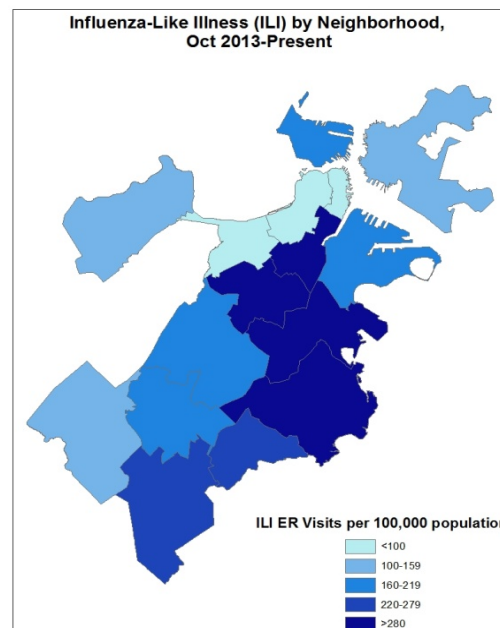 Influenza-Like Illness (ILI) by Neighborhood,
Oct 2013-Present
ILI ER Visits per 100,000 population
<100
100-159
160-219
220-279
>280